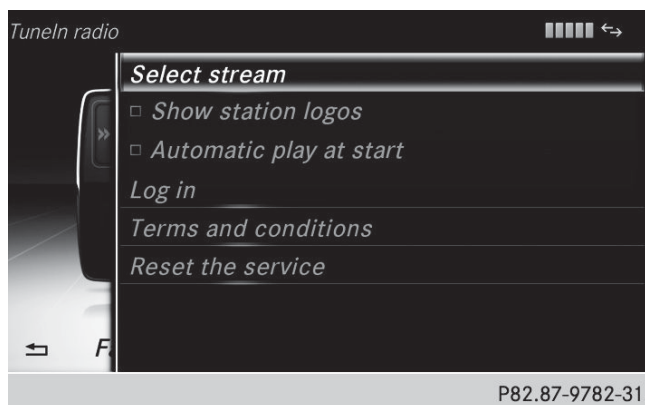 TuneIn radio
Select stream
Show station logos
Automatic play at start
Log in
Terms and conditions
Reset the service
P82.87-9782-31